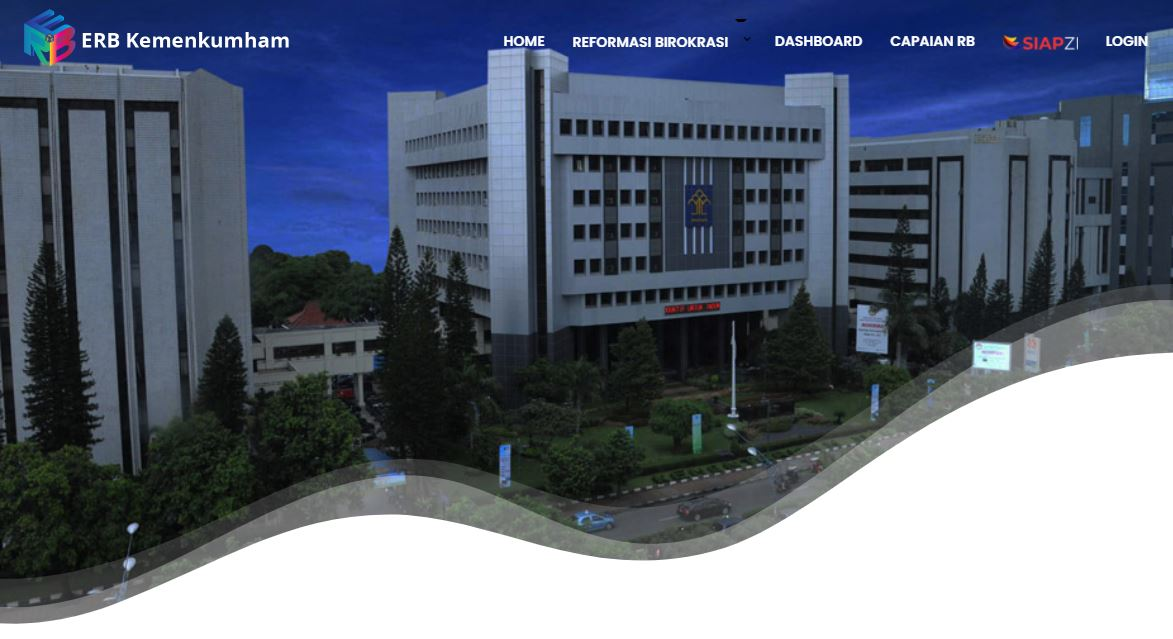 ERB Kemenkumham
HOME
REFORMASI BIROKRASI
DASHBOARD
CAPAIAN RB
SIAPZI
LOGIN